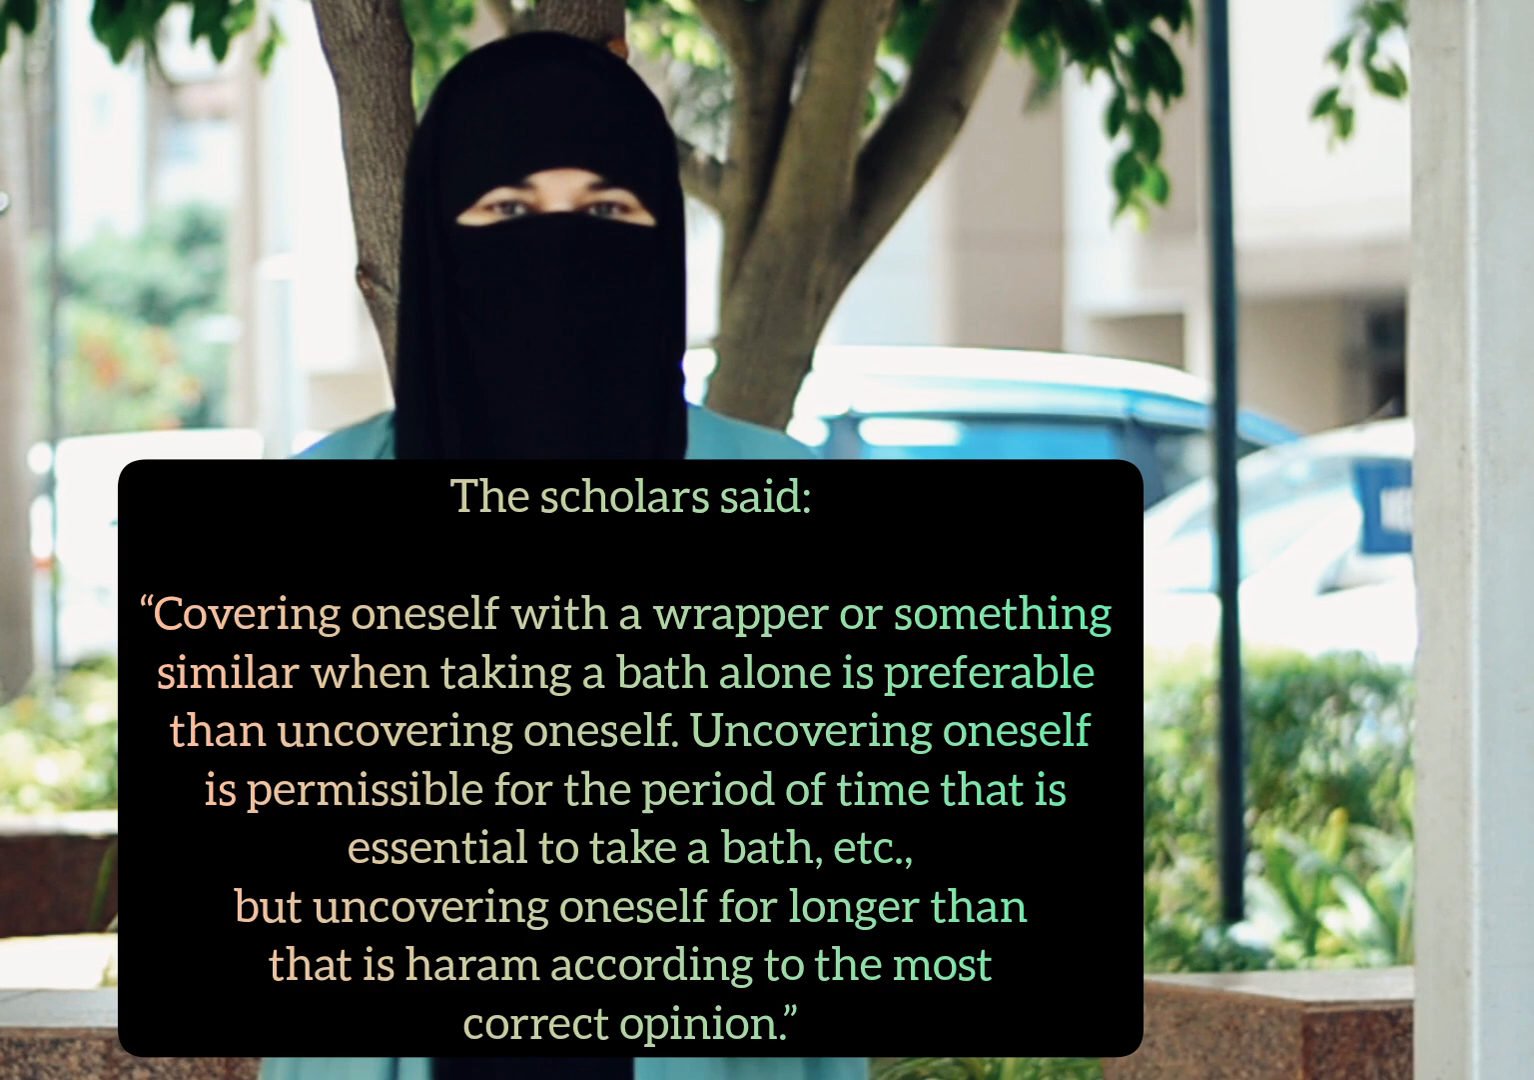 The scholars said:
“Covering oneself with a wrapper or something
similar when taking a bath alone is preferable
than uncovering oneself. Uncovering oneself
is permissible for the period of time that is
essential to take a bath, etc.,
but uncovering oneself for longer than
that is haram according to the most
correct opinion.”